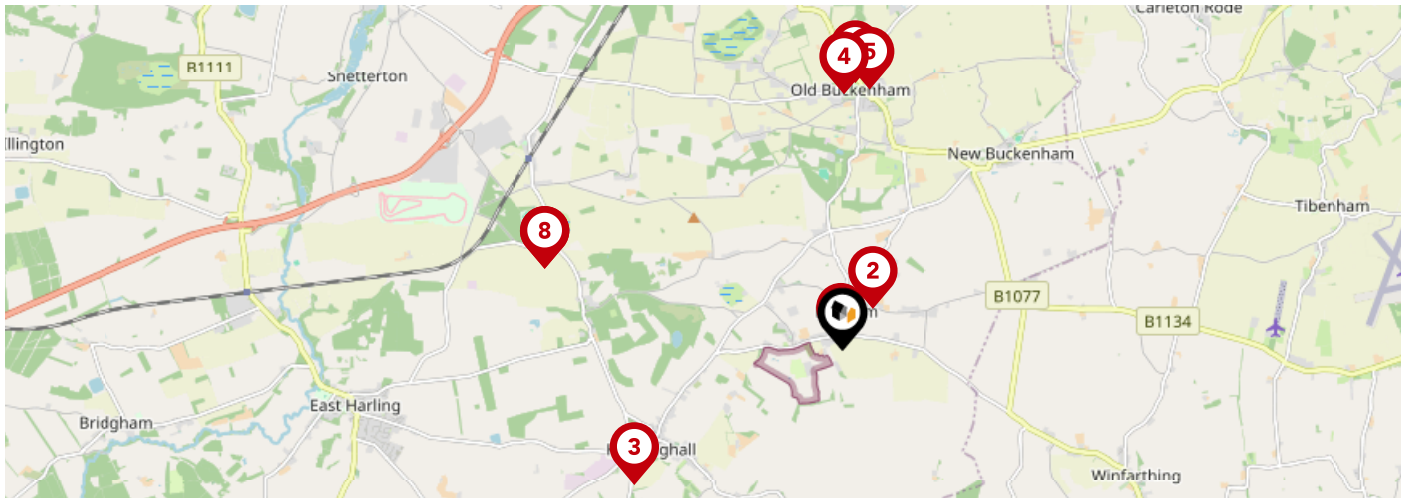 Carleton Rode
B1111
Snetterton
4
5
Old Buckenham
New Buckenham
Tibenham
8
2
B1077
B1134
East Harling
Bridgham
3
Winfarthing